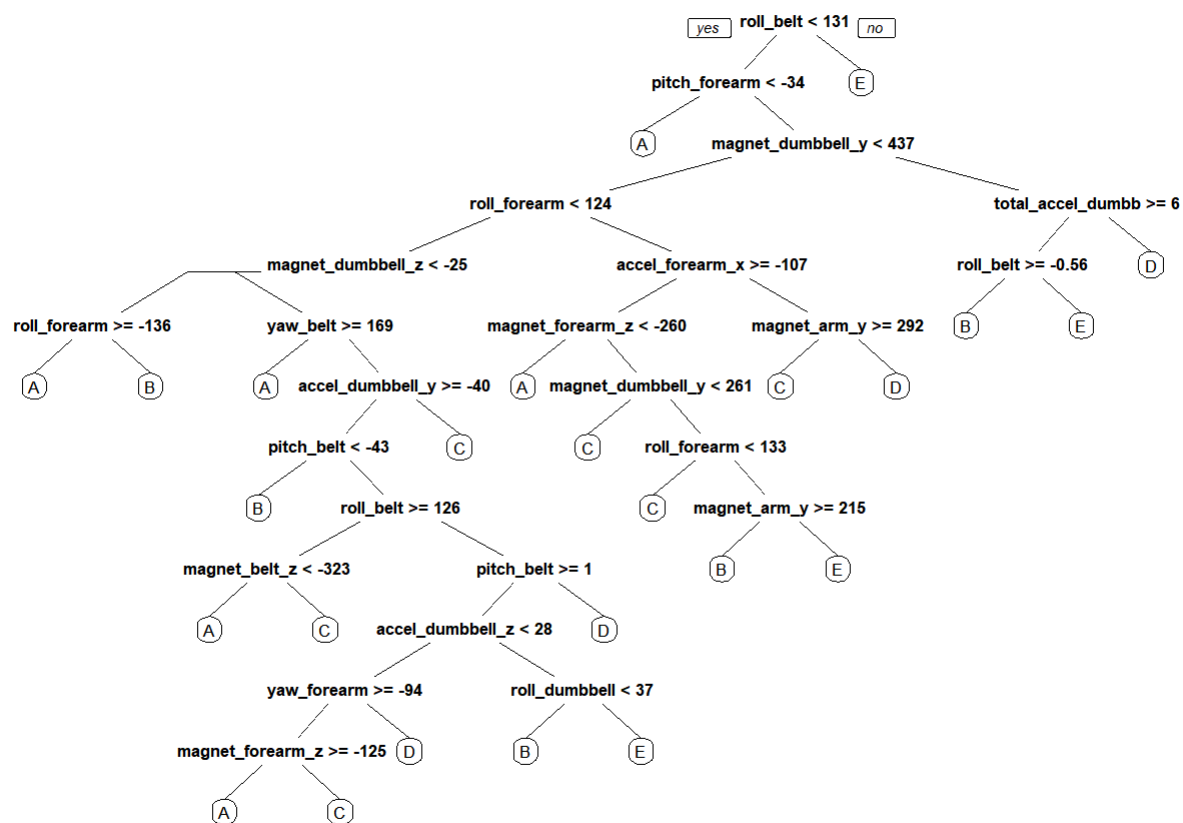 yes roll_belt < 131 no
pitch_forearm < -34 E
A magnet_dumbbell_y < 437
roll_forearm < 124 total_accel_dumbb >= 6
magnet_dumbbell_z < -25 accel_forearm_x >= -107 roll_belt >= -0.56 D
roll_forearm >= -136 yaw_belt >= 169 magnet_forearm_z < -260 magnet_arm_y >= 292 B E
A B A accel_dumbbell_y >= -40 A magnet_dumbbell_y < 261 C D
pitch_belt < -43 C C roll_forearm < 133
B roll_belt >= 126 C magnet_arm_y >= 215
magnet_belt_z < -323 pitch_belt >= 1 B E
A C accel_dumbbell_z < 28 D
yaw_forearm >= -94 roll_dumbbell < 37
magnet_forearm_z >= -125 D B E
A C